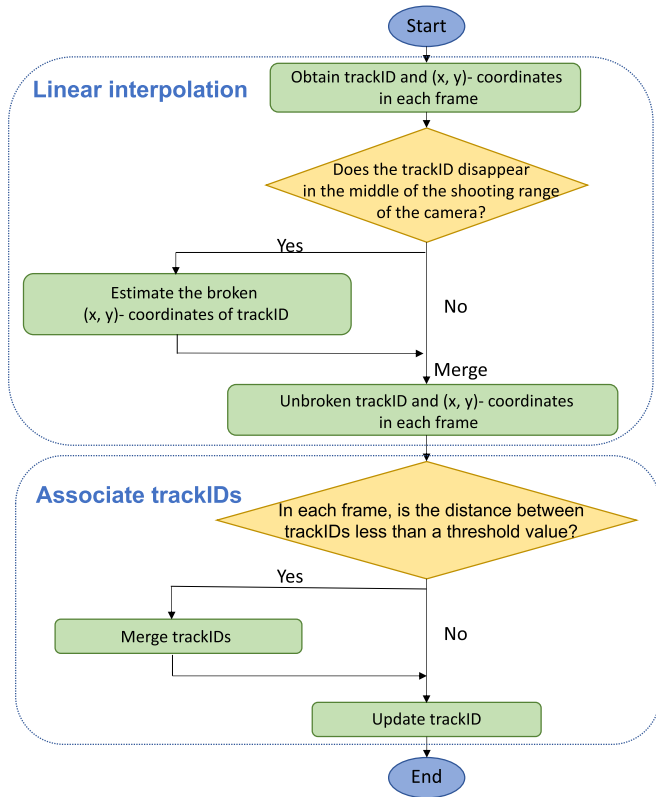 Start
Linear interpolation
Obtain trackID and (x, y)- coordinates
in each frame
Does the trackID disappear
in the middle of the shooting range
of the camera?
Yes
Estimate the broken
(x, y)- coordinates of trackID
No
Merge
Unbroken trackID and (x, y)- coordinates
in each frame
Associate trackIDs
In each frame, is the distance between
trackIDs less than a threshold value?
Yes
Merge trackIDs
No
Update trackID
End